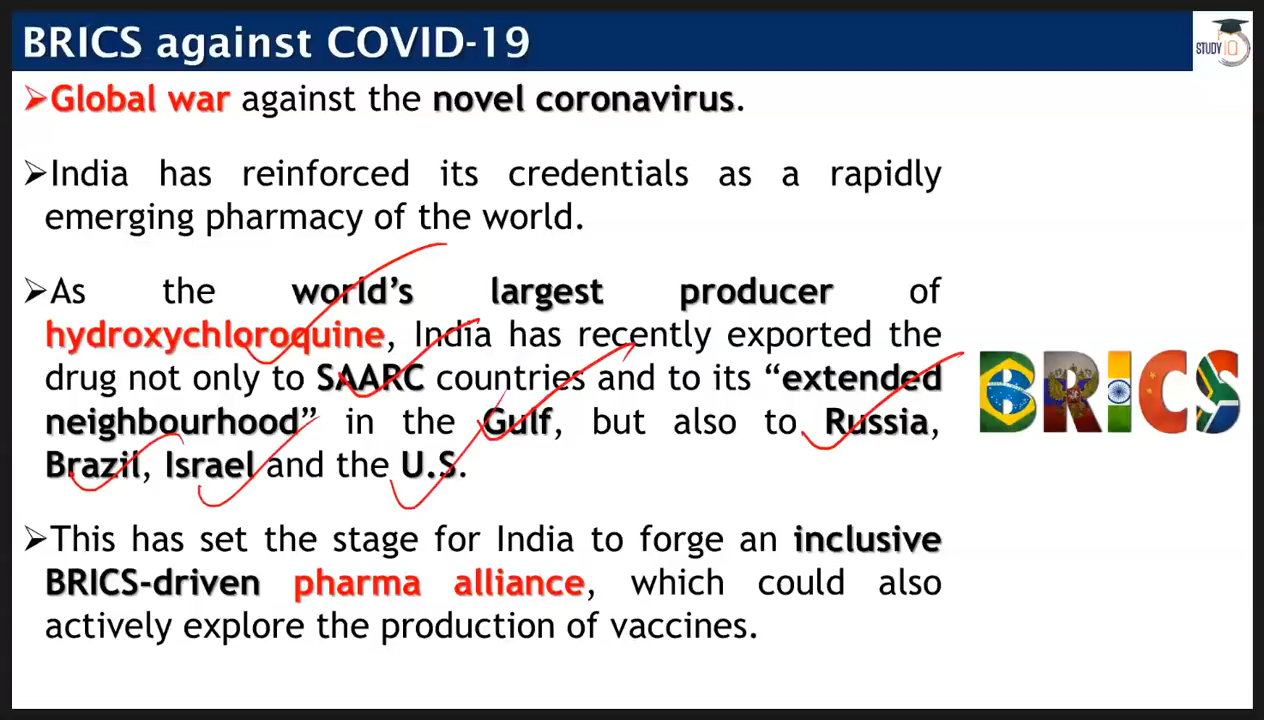 BRICS against COVID-19
STUDY IQ
➢Global war against the novel coronavirus.
➢India has reinforced its credentials as a rapidly
emerging pharmacy of the world.
➢As the world's largest producer of
hydroxychloroquine, India has recently exported the
drug not only to SAARC countries and to its "extended
neighbourhood" in the Gulf, but also to Russia,
Brazil, Israel and the U.S.
BRICS
➢This has set the stage for India to forge an inclusive
BRICS-driven pharma alliance, which could also
actively explore the production of vaccines.